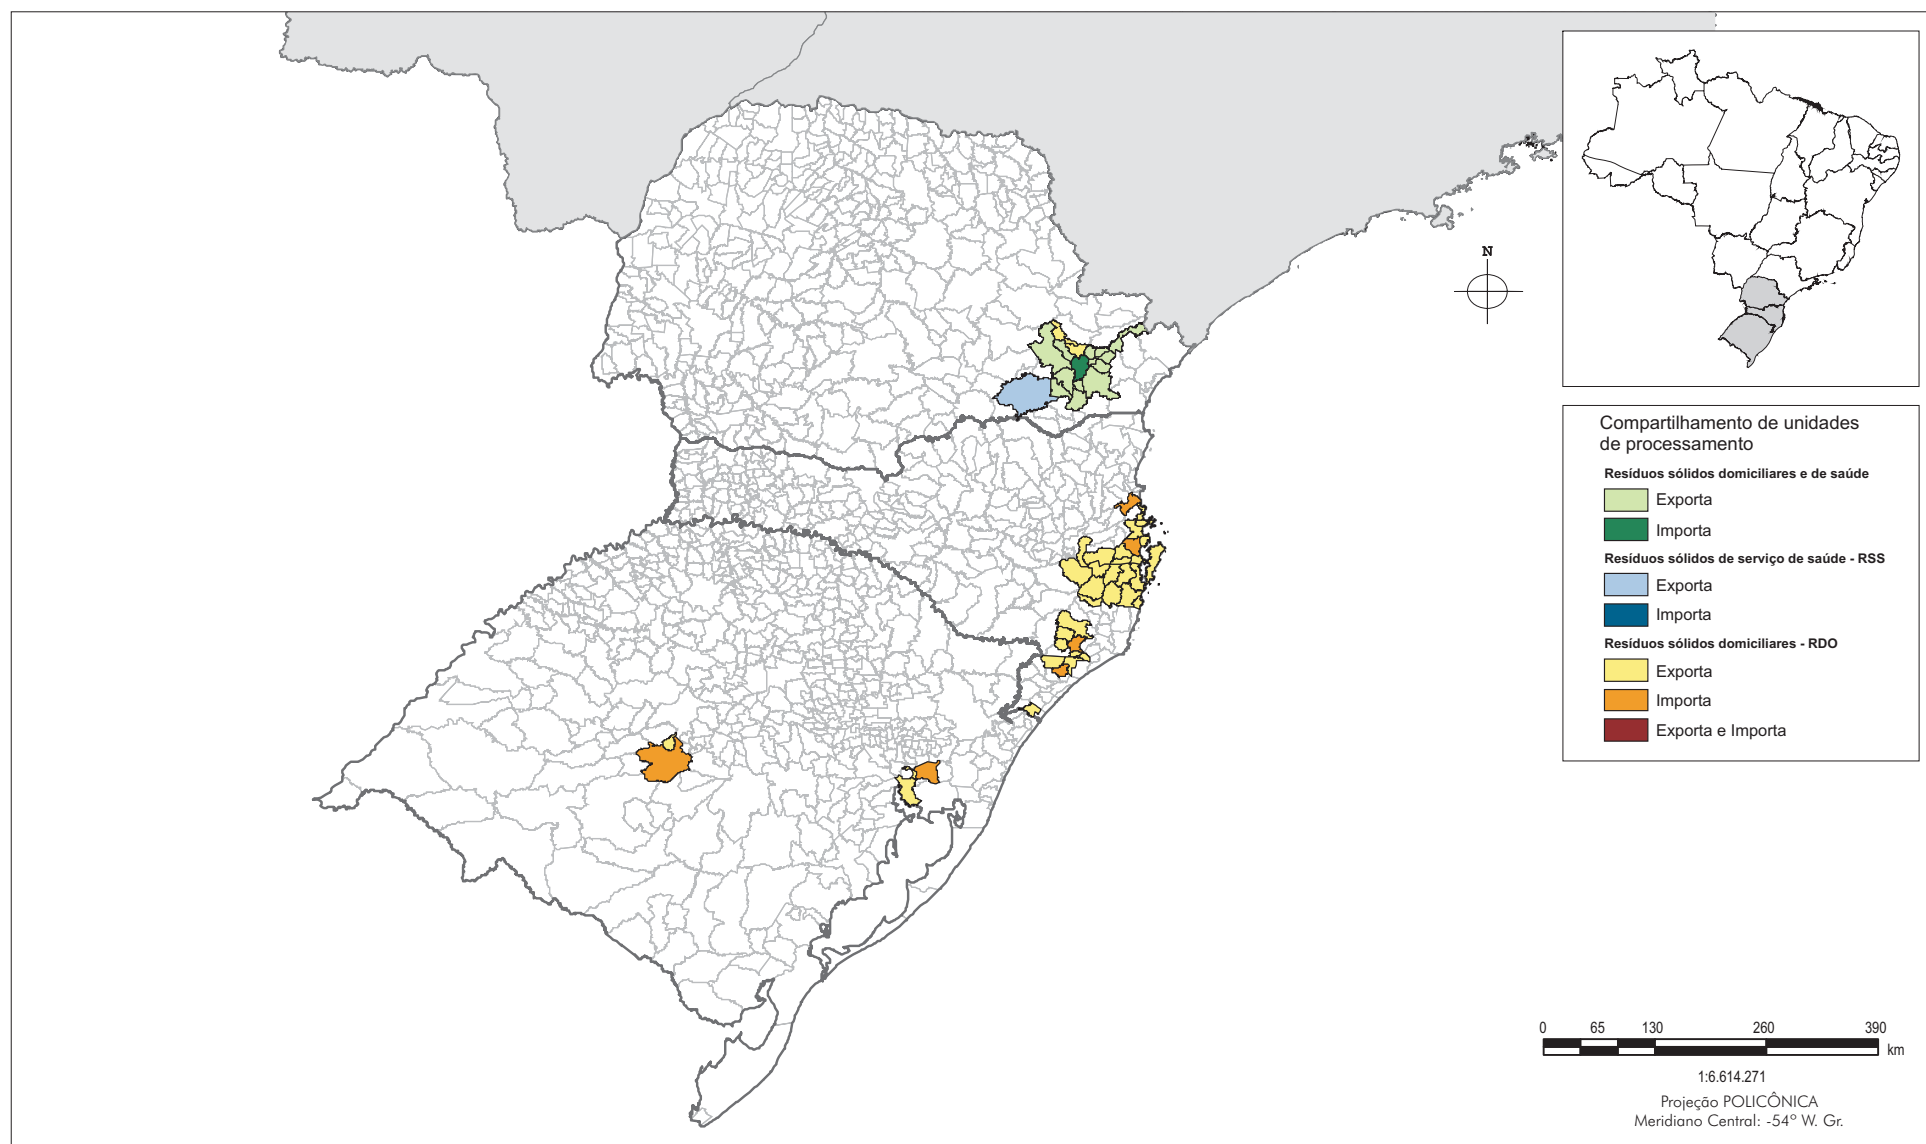 N
Compartilhamento de unidades
de processamento
Resíduos sólidos domiciliares e de saúde
Exporta
Importa
Resíduos sólidos de serviço de saúde - RSS
Exporta
Importa
Resíduos sólidos domiciliares - RDO
Exporta
Importa
Exporta e Importa
0 65 130 260 390
km
1:6.614.271
Projeção POLICÔNICA
Meridiano Central: -54º W. Gr.